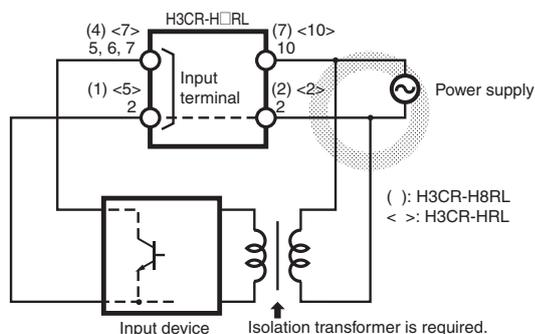 H3CR-H□RL
(4) <7>
5, 6, 7
(7) <10>
10
Input
terminal
(1) <5>
2
(2) <2>
2
Power supply
( ): H3CR-H8RL
< >: H3CR-HRL
Input device
Isolation transformer is required.